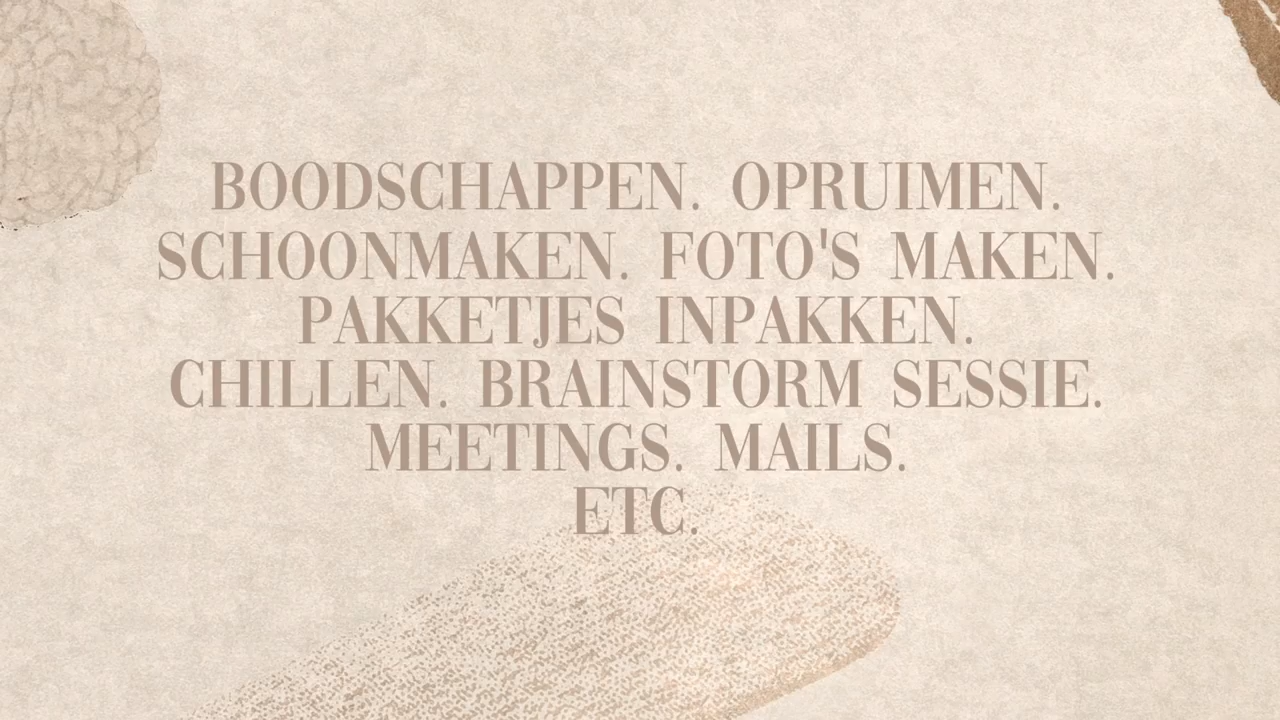 BOODSCHAPPEN. OPRUIMEN.
SCHOONMAKEN. FOTO'S MAKEN.
PAKKETJES INPAKKEN.
CHILLEN. BRAINSTORM SESSIE.
MEETINGS. MAILS.
ETC.